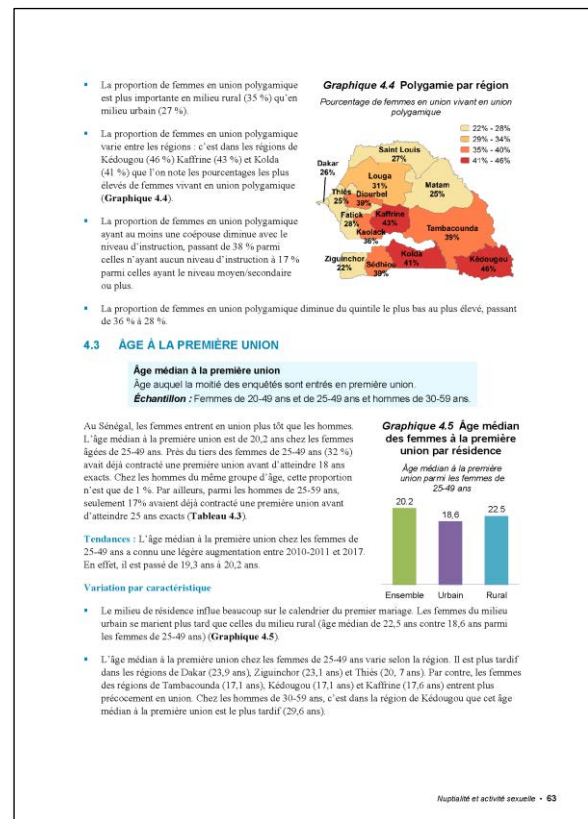 ▪ La proportion de femmes en union polygamique
est plus importante en milieu rural (35 %) qu'en
milieu urbain (27 %).
▪ La proportion de femmes en union polygamique
varie entre les régions : c'est dans les régions de
Kédougou (46 %) Kaffrine (43 %) et Kolda
(41 %) que l'on note les pourcentages les plus
élevés de femmes vivant en union polygamique
(Graphique 4.4).
▪ La proportion de femmes en union polygamique
ayant au moins une coépouse diminue avec le
niveau d'instruction, passant de 38 % parmi
celles n'ayant aucun niveau d'instruction à 17 %
parmi celles ayant le niveau moyen/secondaire
ou plus.
Graphique 4.4 Polygamie par région
Pourcentage de femmes en union vivant en union
polygamique
22% - 28%
29% - 34%
35% - 40%
41% - 46%
Saint Louis
27%
Dakar
26%
Louga
31%
Matam
25%
Thiès
25%
Diourbel
39%
Fatick
28%
Kaffrine
43%
Kaolack
36%
Tambacounda
39%
Ziguinchor
22%
Sédhiou
39%
Kolda
41%
Kédougou
46%
▪ La proportion de femmes en union polygamique diminue du quintile le plus bas au plus élevé, passant
de 36 % à 28 %.
4.3 ÂGE À LA PREMIÈRE UNION
Âge médian à la première union
Âge auquel la moitié des enquêtés sont entrés en première union.
Échantillon : Femmes de 20-49 ans et de 25-49 ans et hommes de 30-59 ans.
Au Sénégal, les femmes entrent en union plus tôt que les hommes.
L'âge médian à la première union est de 20,2 ans chez les femmes
âgées de 25-49 ans. Près du tiers des femmes de 25-49 ans (32 %)
avait déjà contracté une première union avant d'atteindre 18 ans
exacts. Chez les hommes du même groupe d'âge, cette proportion
n'est que de 1 %. Par ailleurs, parmi les hommes de 25-59 ans,
seulement 17% avaient déjà contracté une première union avant
d'atteindre 25 ans exacts (Tableau 4.3).
Tendances : L'âge médian à la première union chez les femmes de
25-49 ans a connu une légère augmentation entre 2010-2011 et 2017.
En effet, il est passé de 19,3 ans à 20,2 ans.
Graphique 4.5 Âge médian
des femmes à la première
union par résidence
Âge médian à la première
union parmi les femmes de
25-49 ans
20.2
18,6
22.5
Ensemble
Urbain
Rural
Variation par caractéristique
▪ Le milieu de résidence influe beaucoup sur le calendrier du premier mariage. Les femmes du milieu
urbain se marient plus tard que celles du milieu rural (âge médian de 22,5 ans contre 18,6 ans parmi
les femmes de 25-49 ans) (Graphique 4.5).
▪ L'âge médian à la première union chez les femmes de 25-49 ans varie selon la région. Il est plus tardif
dans les régions de Dakar (23,9 ans), Ziguinchor (23,1 ans) et Thiès (20, 7 ans). Par contre, les femmes
des régions de Tambacounda (17,1 ans), Kédougou (17,1 ans) et Kaffrine (17,6 ans) entrent plus
précocement en union. Chez les hommes de 30-59 ans, c'est dans la région de Kédougou que cet âge
médian à la première union est le plus tardif (29,6 ans).
Nuptialité et activité sexuelle • 63